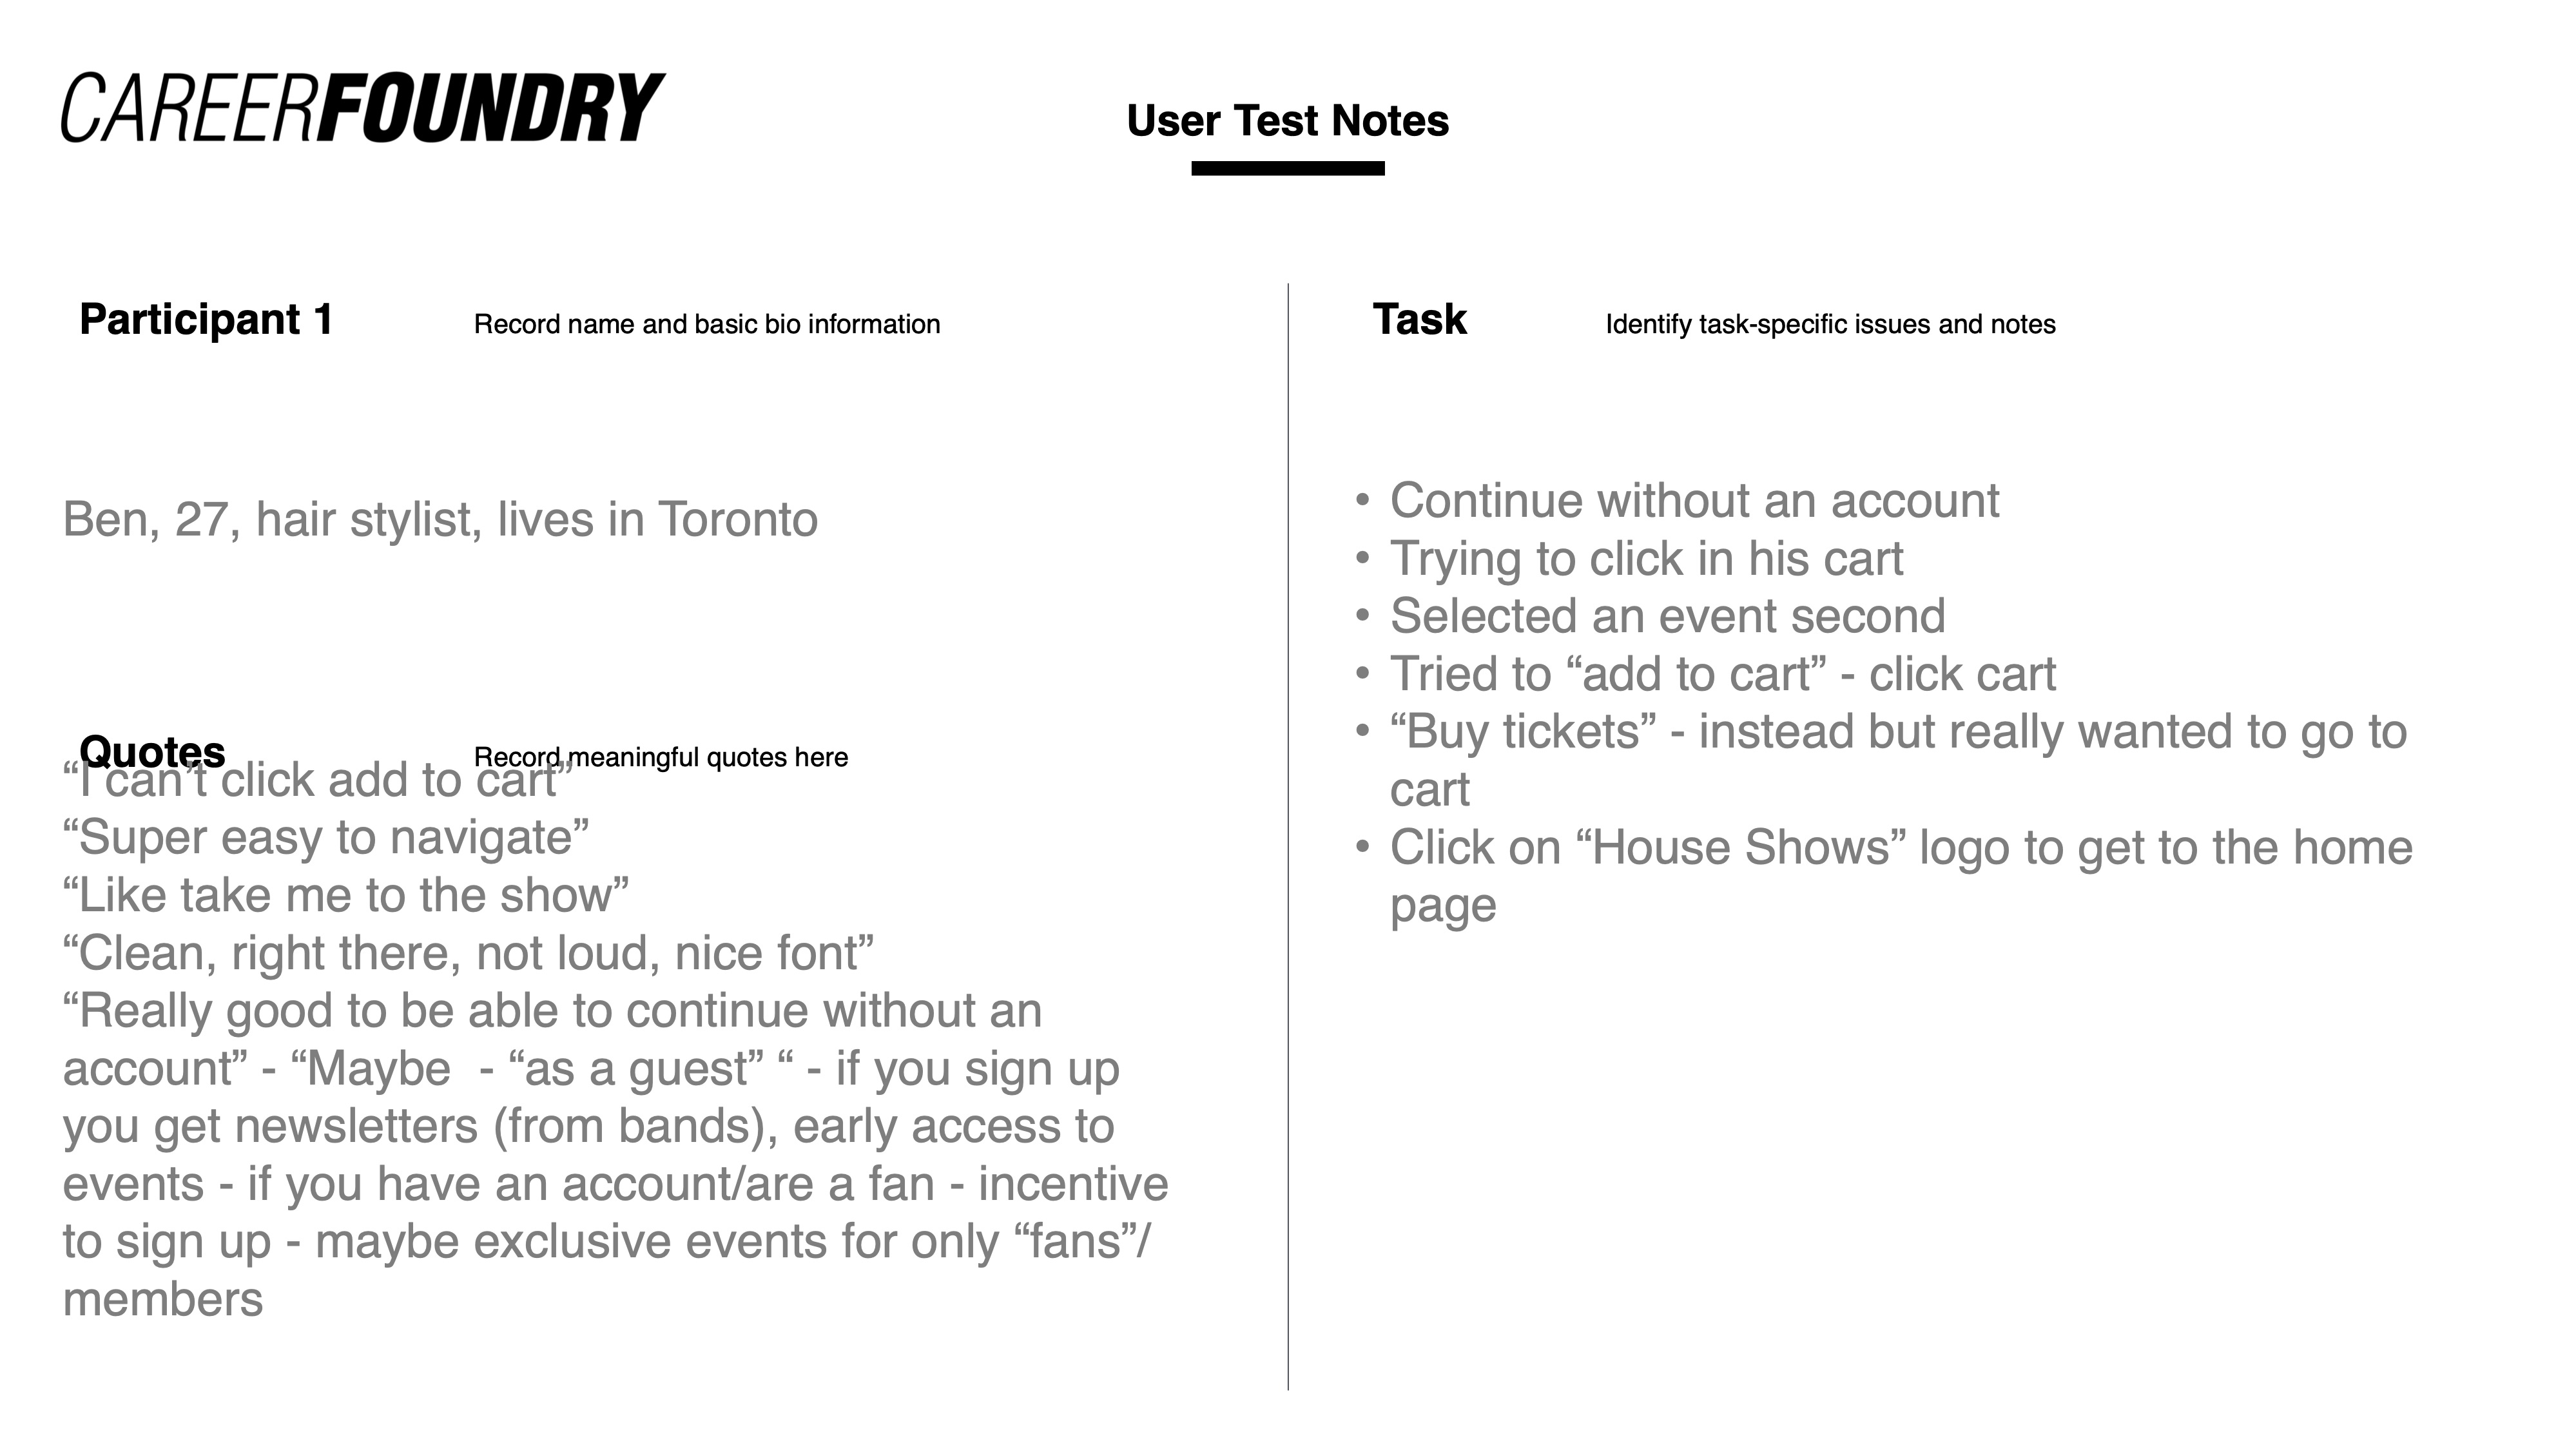 CAREERFOUNDRY
User Test Notes
Participant 1
Record name and basic bio information
Ben, 27, hair stylist, lives in Toronto
Quotes
Record meaningful quotes here
“I can’t click add to cart”
“Super easy to navigate”
“Like take me to the show”
“Clean, right there, not loud, nice font”
“Really good to be able to continue without an
account” - “Maybe  - “as a guest” “ - if you sign up
you get newsletters (from bands), early access to
events - if you have an account/are a fan - incentive
to sign up - maybe exclusive events for only “fans”/
members
Task
Identify task-specific issues and notes
• Continue without an account
• Trying to click in his cart
• Selected an event second
• Tried to “add to cart” - click cart
• “Buy tickets” - instead but really wanted to go to
cart
• Click on “House Shows” logo to get to the home
page